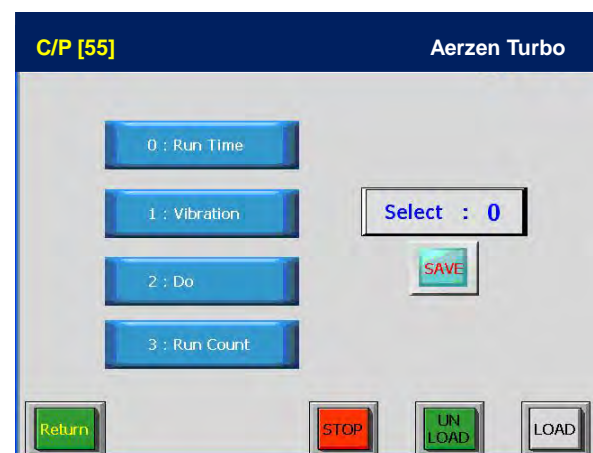 C/P [55] Aerzen Turbo
0 : Run Time
1 : Vibration
Select : 0
2 : Do
SAVE
3 : Run Count
Return
STOP
UN
LOAD
LOAD